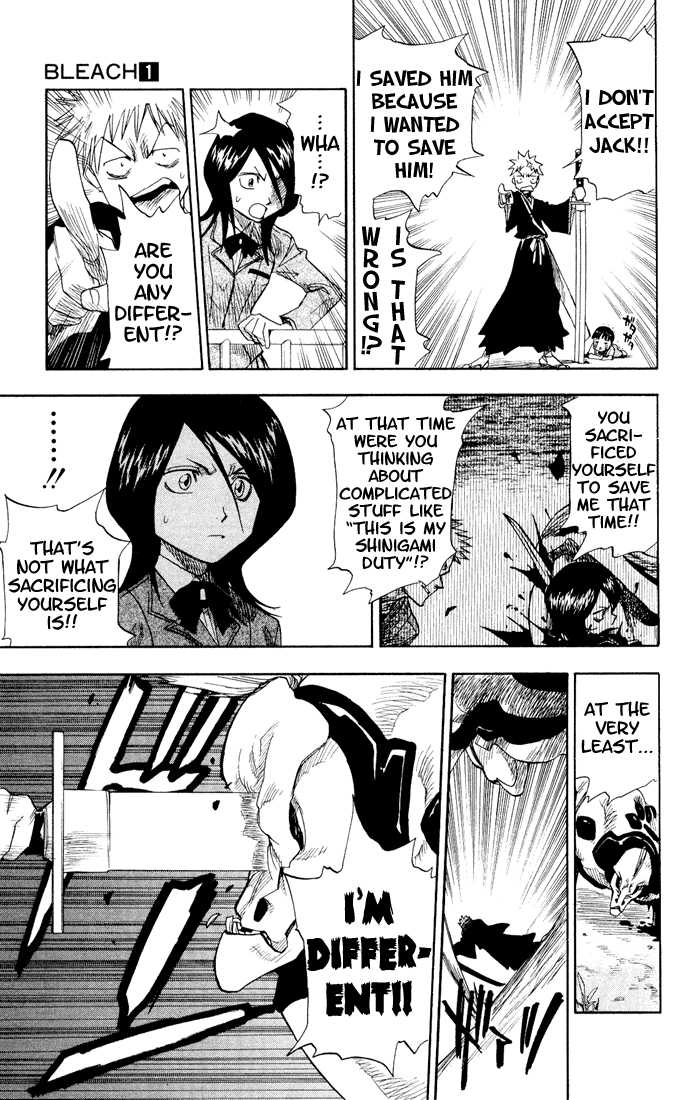 BLEACH 1
I DON'T
ACCEPT
JACK!!
I SAVED HIM
BECAUSE
I WANTED
TO SAVE
HIM!
IS THAT
WRONG!?
......
WHA
!?
ARE
YOU
ANY
DIFFER-
ENT!?
YOU
SACRI-
FICED
YOURSELF
TO SAVE
ME THAT
TIME!!
AT THAT TIME
WERE YOU
THINKING
ABOUT
COMPLICATED
STUFF LIKE
"THIS IS MY
SHINIGAMI
DUTY"!?
......!!
THAT'S
NOT WHAT
SACRIFICING
YOURSELF
IS!!
AT THE
VERY
LEAST...
I'M
DIFFER-
ENT!!